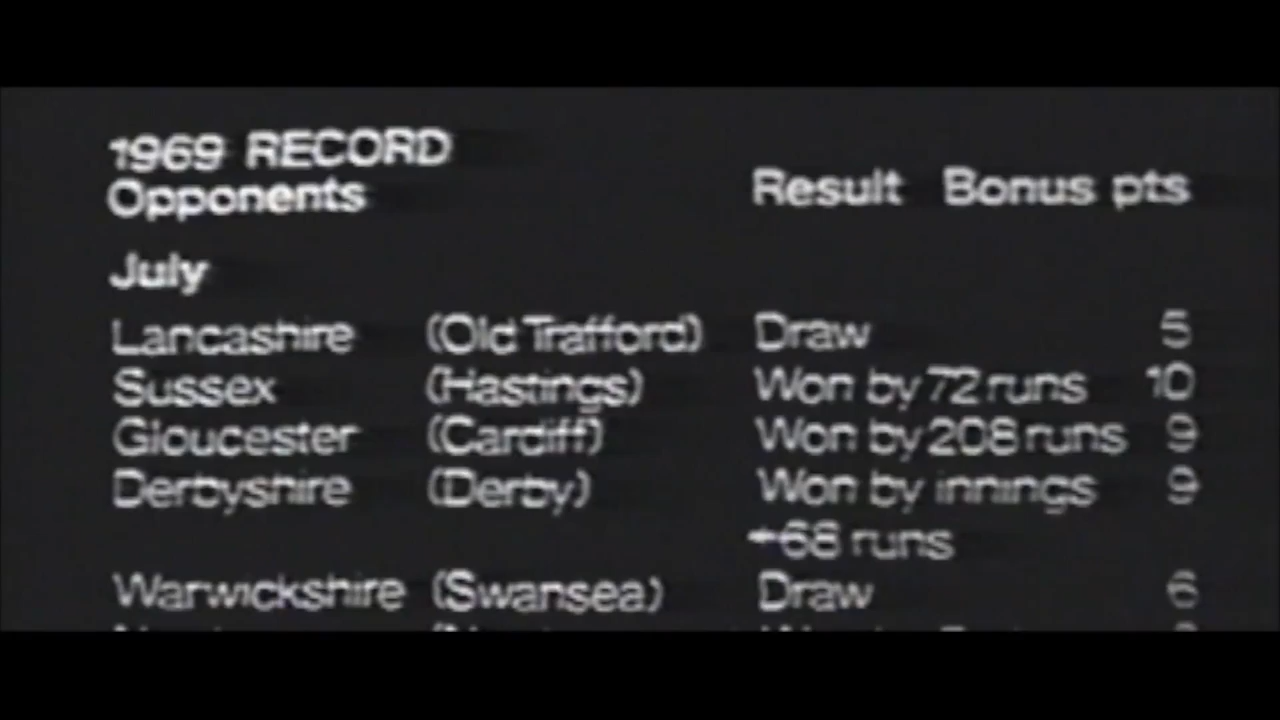 1969 RECORD
Opponents Result Bonus pts
July
Lancashire (Old Trafford) Draw 5
Sussex (Hastings) Won by 72 runs 10
Gloucester (Cardiff) Won by 208 runs 9
Derbyshire (Derby) Won by innings 9
+68 runs
Warwickshire (Swansea) Draw 6